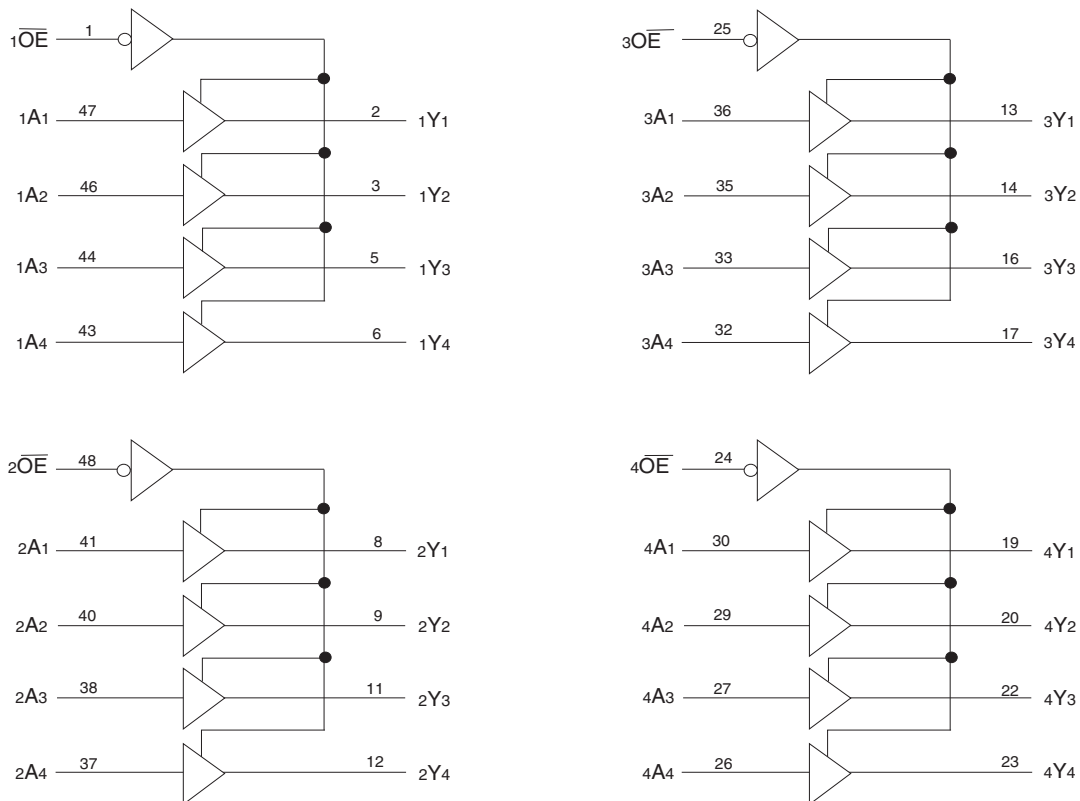 1OE 1
1A1 47 2 1Y1
1A2 46 3 1Y2
1A3 44 5 1Y3
1A4 43 6 1Y4
3OE 25
3A1 36 13 3Y1
3A2 35 14 3Y2
3A3 33 16 3Y3
3A4 32 17 3Y4
2OE 48
2A1 41 8 2Y1
2A2 40 9 2Y2
2A3 38 11 2Y3
2A4 37 12 2Y4
4OE 24
4A1 30 19 4Y1
4A2 29 20 4Y2
4A3 27 22 4Y3
4A4 26 23 4Y4